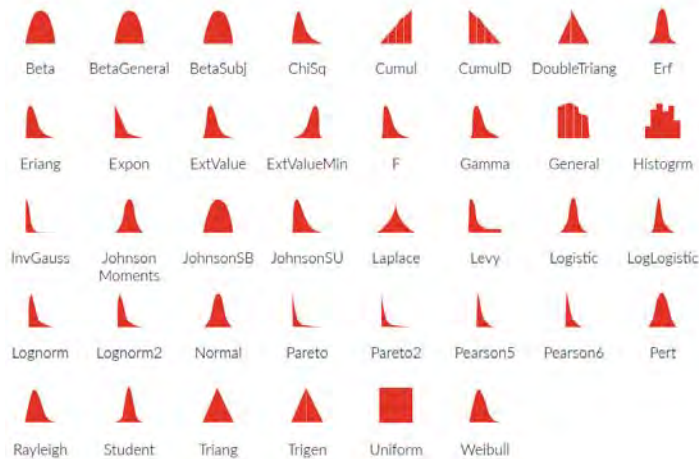 Beta BetaGeneral BetaSubj ChiSq Cumul CumulD DoubleTriang Erf
Eriang Expon ExtValue ExtValueMin F Gamma General Histogrm
InvGauss Johnson Moments JohnsonSB JohnsonSU Laplace Levy Logistic LogLogistic
Lognorm Lognorm2 Normal Pareto Pareto2 Pearson5 Pearson6 Pert
Rayleigh Student Triang Trigen Uniform Weibull